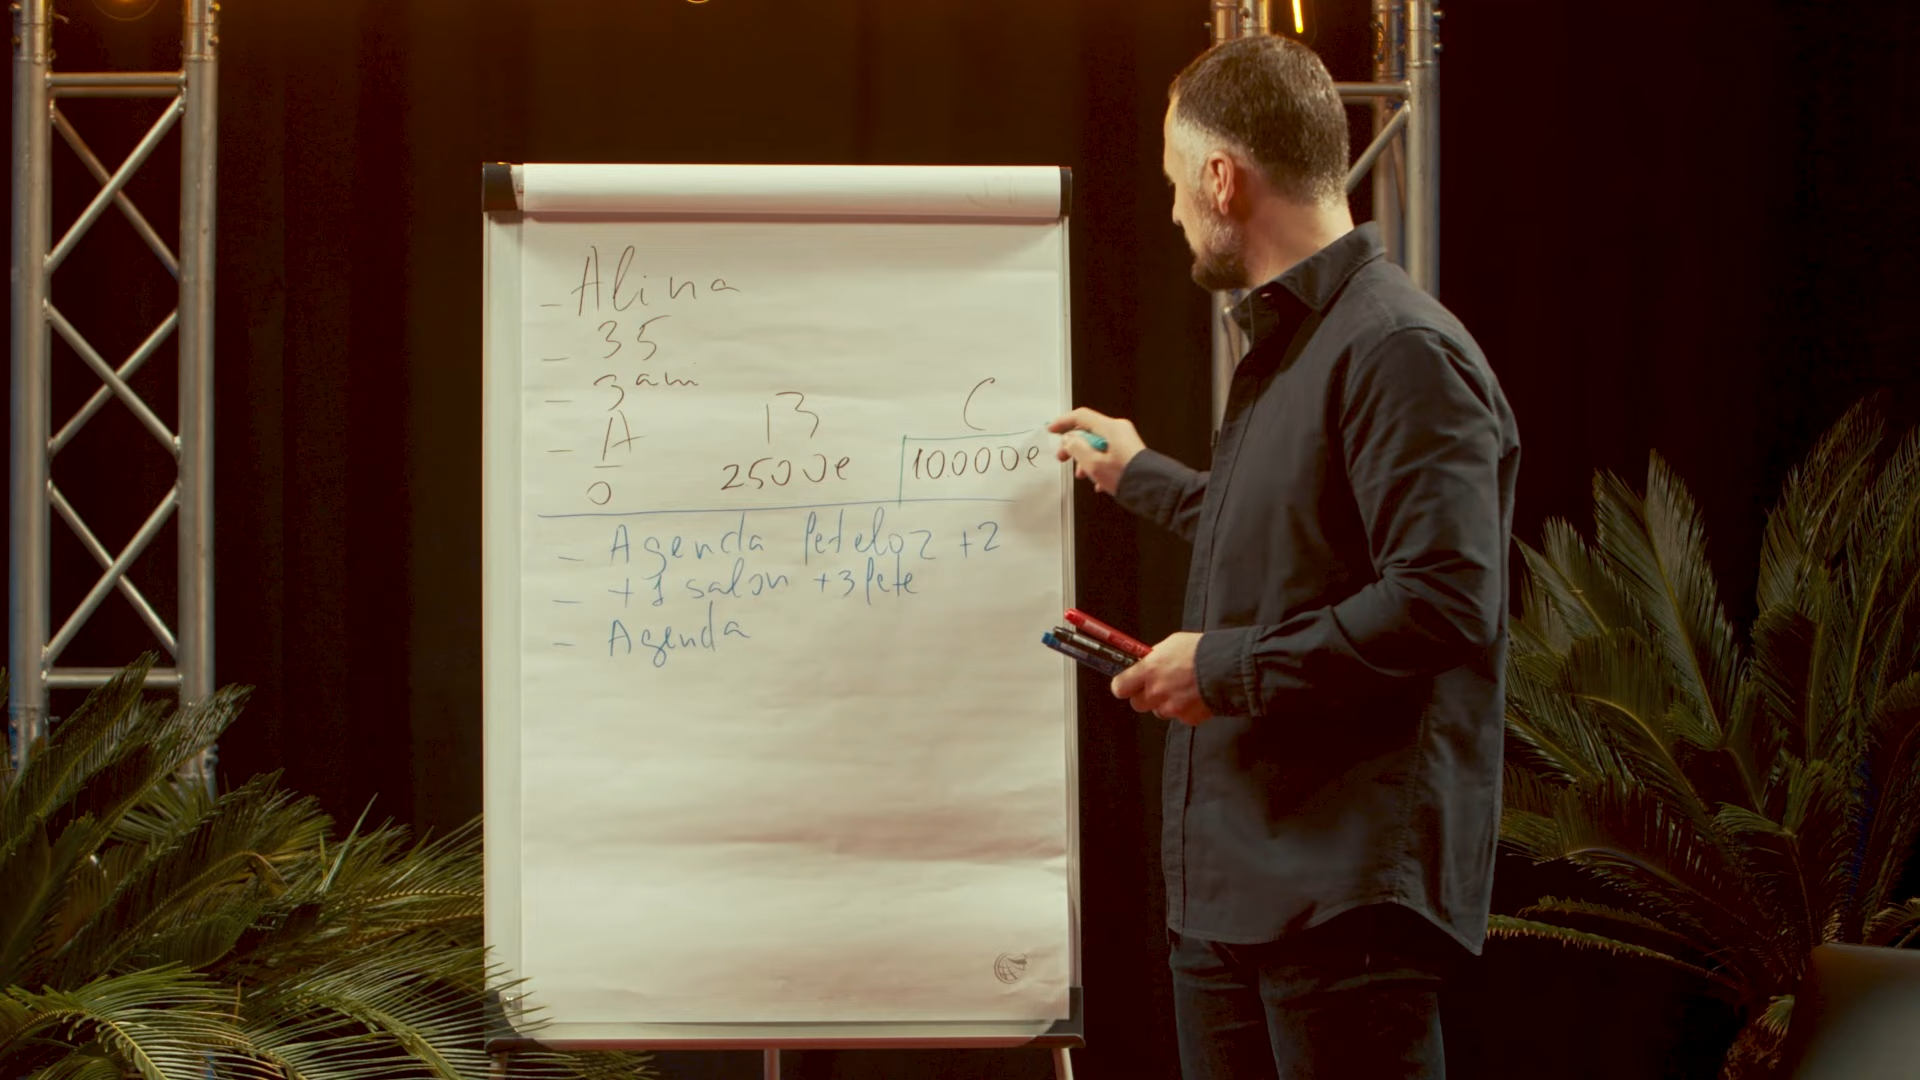 - Alina
- 35
- 3 ani
- A B C
0 2500e 10.000e
- Agenda fetelor +2
- +1 salon +3 fete
- Agenda